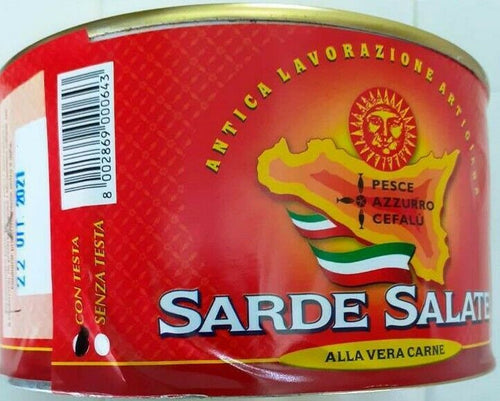 ANTICA LAVORAZIONE ARTIGIANA
PESCE
AZZURRO
CEFALÙ
SARDE SALATE
ALLA VERA CARNE
8 002869 000643
CON TESTA
SENZA TESTA
22 OTT 2021